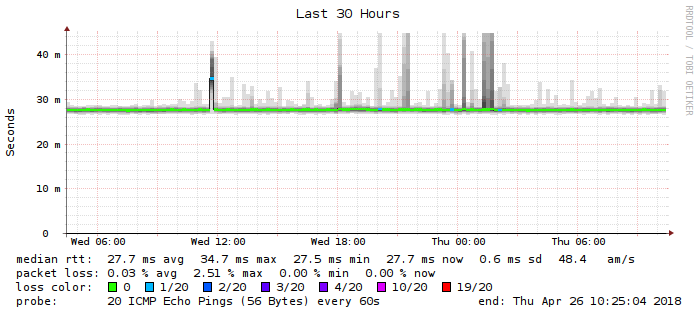 Last 30 Hours
RRDTOOL / TOBI OETIKER
Seconds
40 m
30 m
20 m
10 m
0
Wed 06:00 Wed 12:00 Wed 18:00 Thu 00:00 Thu 06:00
median rtt: 27.7 ms avg 34.7 ms max 27.5 ms min 27.7 ms now 0.6 ms sd 48.4 am/s
packet loss: 0.03 % avg 2.51 % max 0.00 % min 0.00 % now
loss color: 0 1/20 2/20 3/20 4/20 10/20 19/20
probe: 20 ICMP Echo Pings (56 Bytes) every 60s end: Thu Apr 26 10:25:04 2018